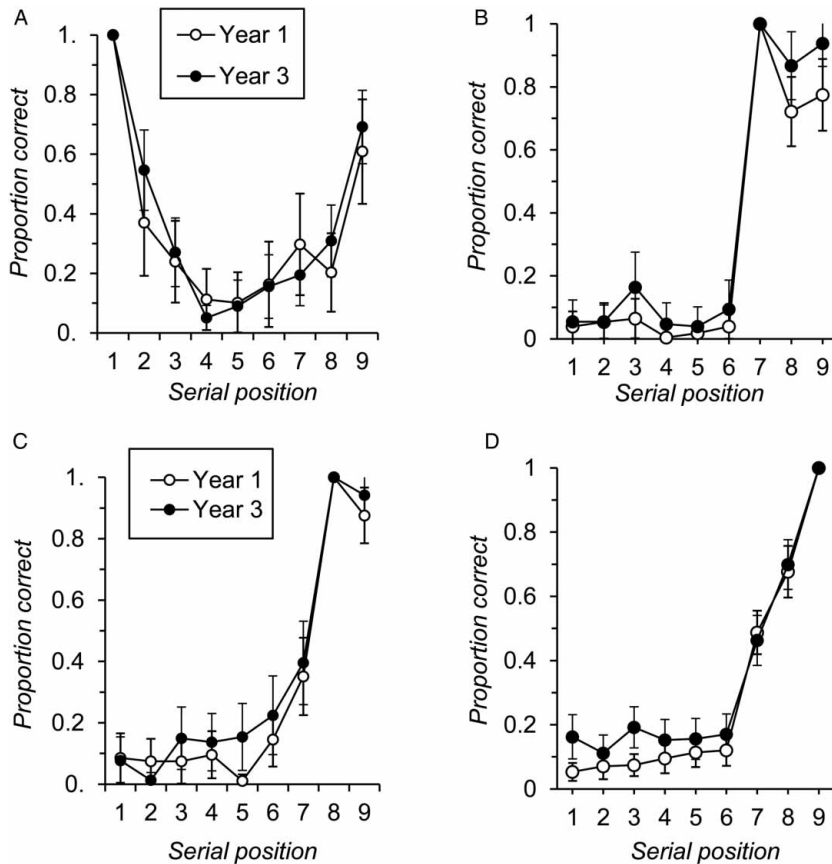 A
Year 1
Year 3
Proportion correct
1.
0.8
0.6
0.4
0.2
0.
1 2 3 4 5 6 7 8 9
Serial position
B
Proportion correct
1
0.8
0.6
0.4
0.2
0
1 2 3 4 5 6 7 8 9
Serial position
C
Year 1
Year 3
Proportion correct
1.
0.8
0.6
0.4
0.2
0.
1 2 3 4 5 6 7 8 9
Serial position
D
Proportion correct
1
0.8
0.6
0.4
0.2
0
1 2 3 4 5 6 7 8 9
Serial position